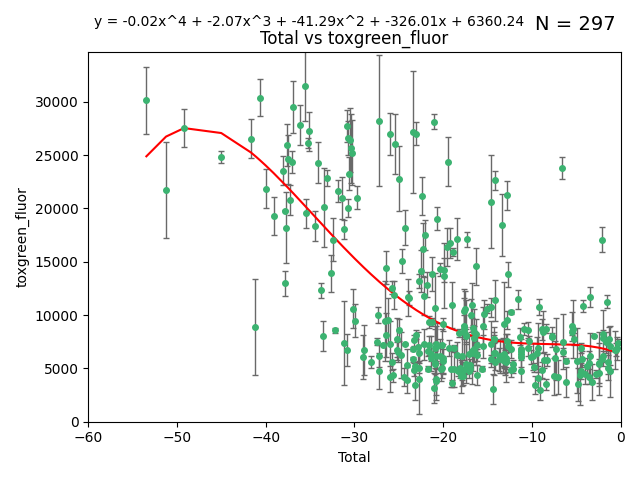 y = -0.02x^4 + -2.07x^3 + -41.29x^2 + -326.01x + 6360.24 N = 297
Total vs toxgreen_fluor
30000
25000
20000
15000
10000
5000
0
toxgreen_fluor
−60 −50 −40 −30 −20 −10 0
Total